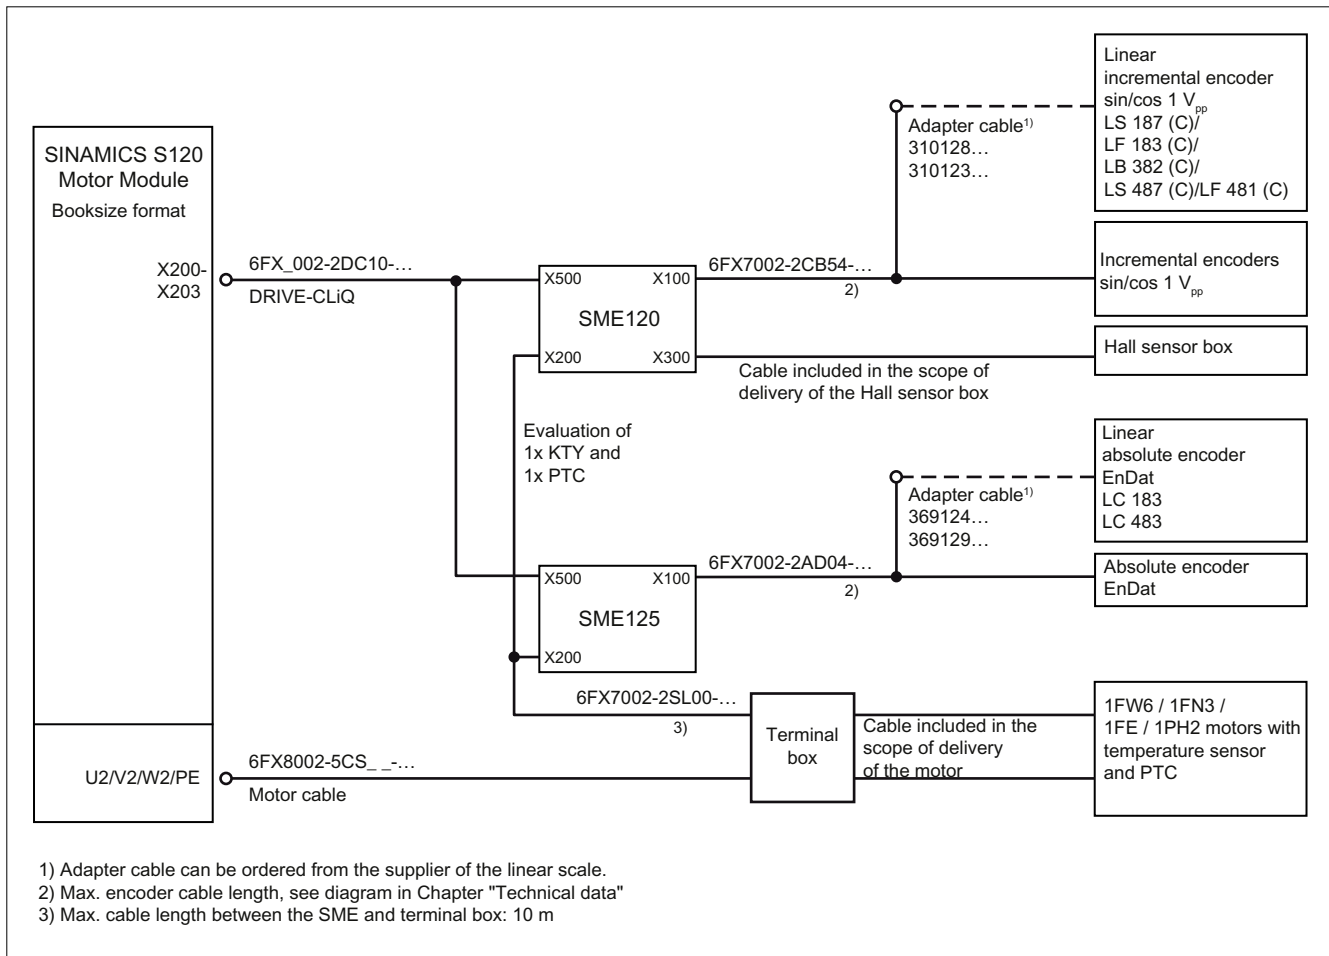 SINAMICS S120
Motor Module
Booksize format
X200-
X203
U2/V2/W2/PE
6FX_002-2DC10-…
DRIVE-CLiQ
X500
X100
SME120
X200
X300
6FX7002-2CB54-…
2)
Adapter cable1)
310128…
310123…
Linear
incremental encoder
sin/cos 1 Vpp
LS 187 (C)/
LF 183 (C)/
LB 382 (C)/
LS 487 (C)/LF 481 (C)
Incremental encoders
sin/cos 1 Vpp
Hall sensor box
Cable included in the scope of
delivery of the Hall sensor box
Evaluation of
1x KTY and
1x PTC
Linear
absolute encoder
EnDat
LC 183
LC 483
Adapter cable1)
369124…
369129…
6FX7002-2AD04-…
2)
X500
X100
SME125
X200
Absolute encoder
EnDat
6FX7002-2SL00-…
3)
Terminal
box
Cable included in the
scope of delivery
of the motor
1FW6 / 1FN3 /
1FE / 1PH2 motors with
temperature sensor
and PTC
6FX8002-5CS_ _-…
Motor cable
1) Adapter cable can be ordered from the supplier of the linear scale.
2) Max. encoder cable length, see diagram in Chapter "Technical data"
3) Max. cable length between the SME and terminal box: 10 m